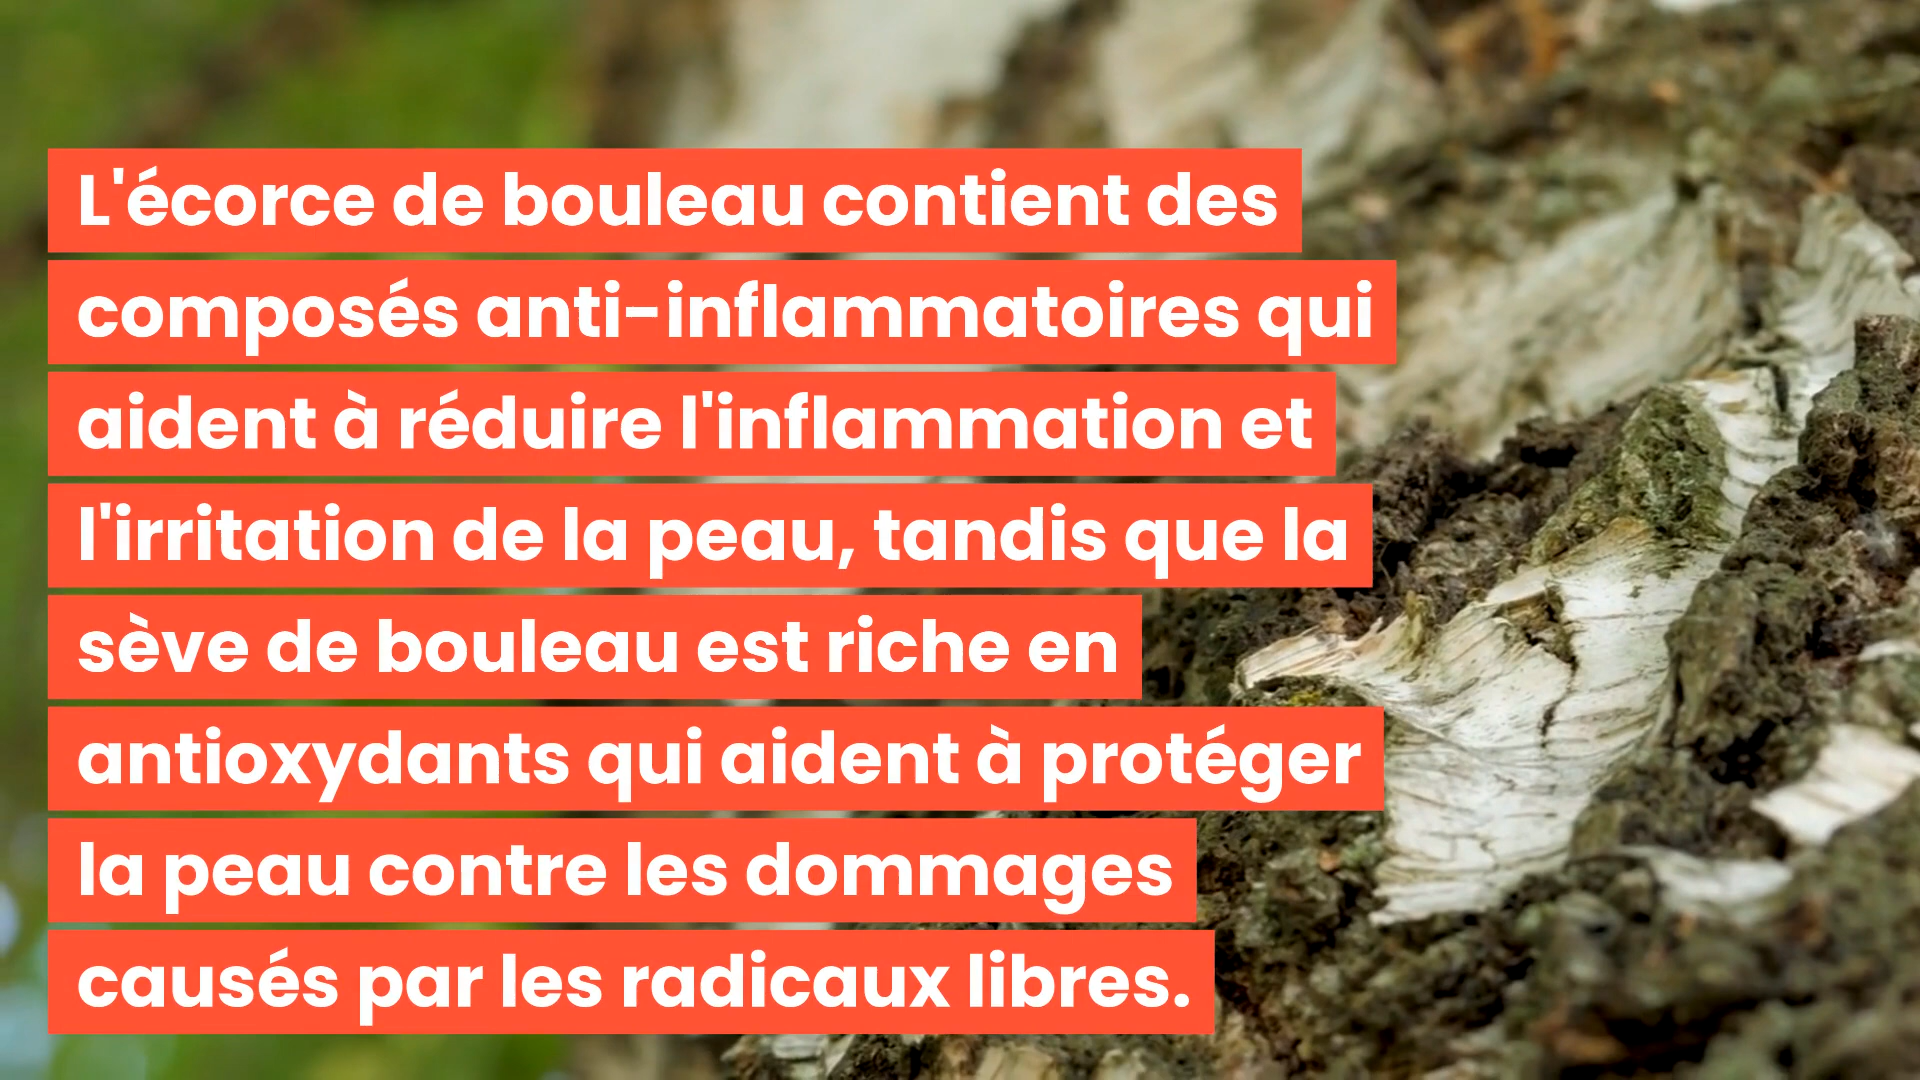 L'écorce de bouleau contient des
composés anti-inflammatoires qui
aident à réduire l'inflammation et
l'irritation de la peau, tandis que la
sève de bouleau est riche en
antioxydants qui aident à protéger
la peau contre les dommages
causés par les radicaux libres.